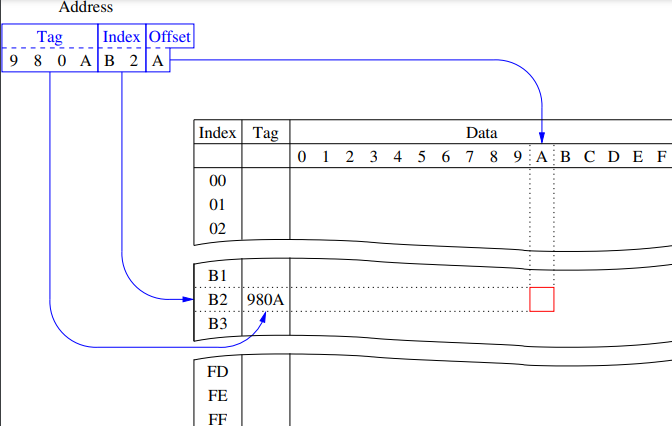 Address
Tag Index Offset
9 8 0 A B 2 A
Index Tag Data
0 1 2 3 4 5 6 7 8 9 A B C D E F
00
01
02
B1
B2 980A
B3
FD
FE
FF